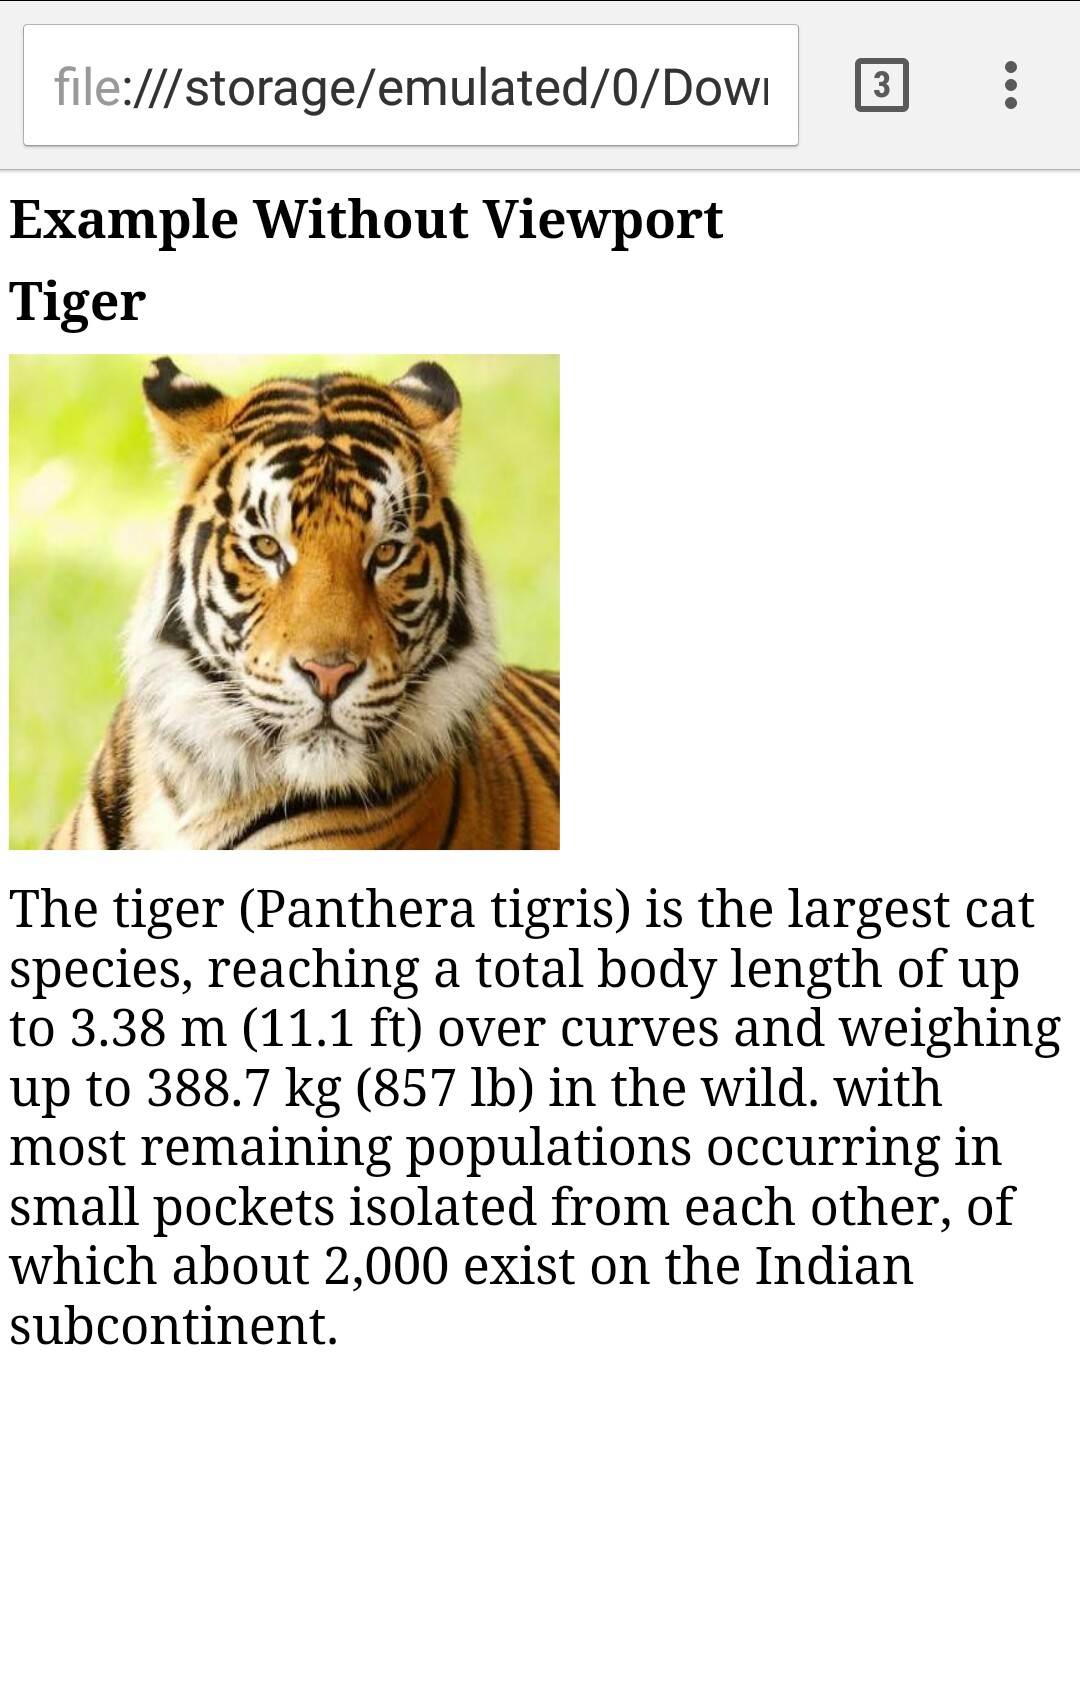 file:///storage/emulated/0/Dow
3
Example Without Viewport
Tiger
The tiger (Panthera tigris) is the largest cat
species, reaching a total body length of up
to 3.38 m (11.1 ft) over curves and weighing
up to 388.7 kg (857 lb) in the wild. with
most remaining populations occurring in
small pockets isolated from each other, of
which about 2,000 exist on the Indian
subcontinent.